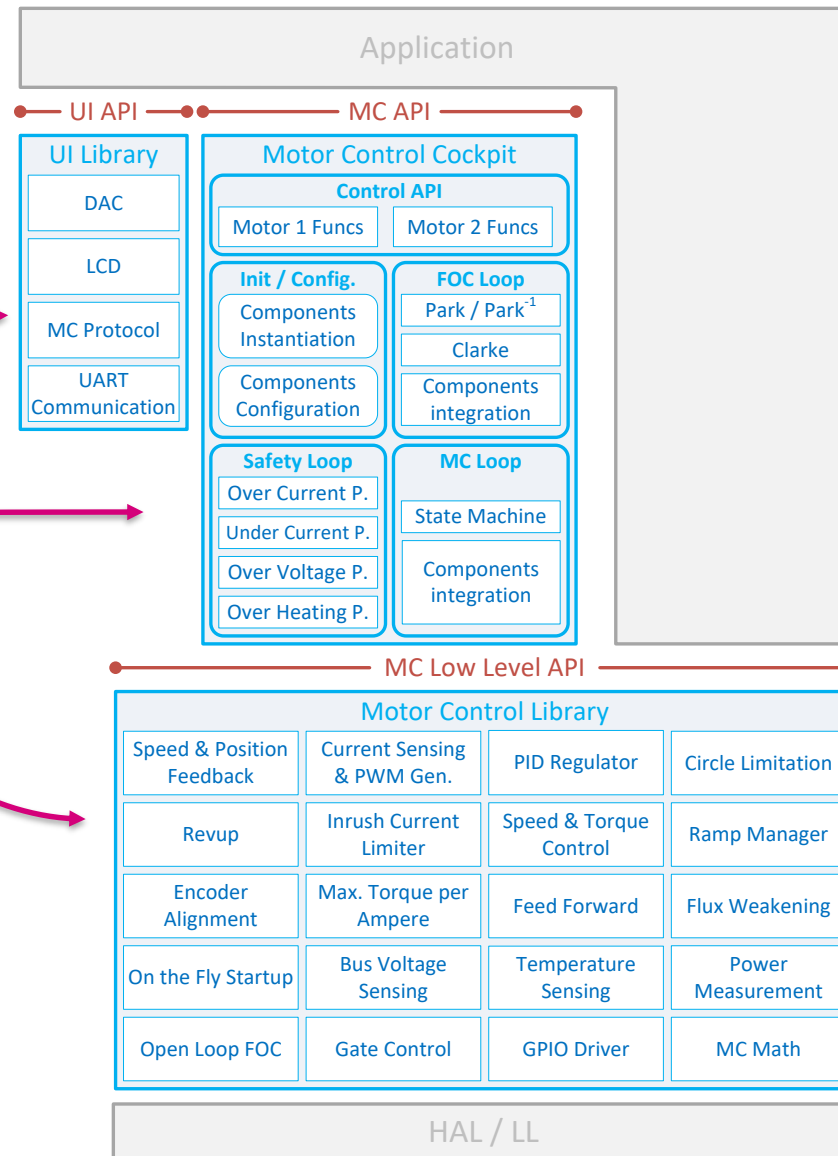 Application
UI API
MC API
UI Library
DAC
LCD
MC Protocol
UART
Communication
Motor Control Cockpit
Control API
Motor 1 Funcs
Motor 2 Funcs
Init / Config.
Components
Instantiation
Components
Configuration
FOC Loop
Park / Park⁻¹
Clarke
Components
integration
Safety Loop
Over Current P.
Under Current P.
Over Voltage P.
Over Heating P.
MC Loop
State Machine
Components
integration
MC Low Level API
Motor Control Library
Speed & Position
Feedback
Current Sensing
& PWM Gen.
PID Regulator
Circle Limitation
Revup
Inrush Current
Limiter
Speed & Torque
Control
Ramp Manager
Encoder
Alignment
Max. Torque per
Ampere
Feed Forward
Flux Weakening
On the Fly Startup
Bus Voltage
Sensing
Temperature
Sensing
Power
Measurement
Open Loop FOC
Gate Control
GPIO Driver
MC Math
HAL / LL